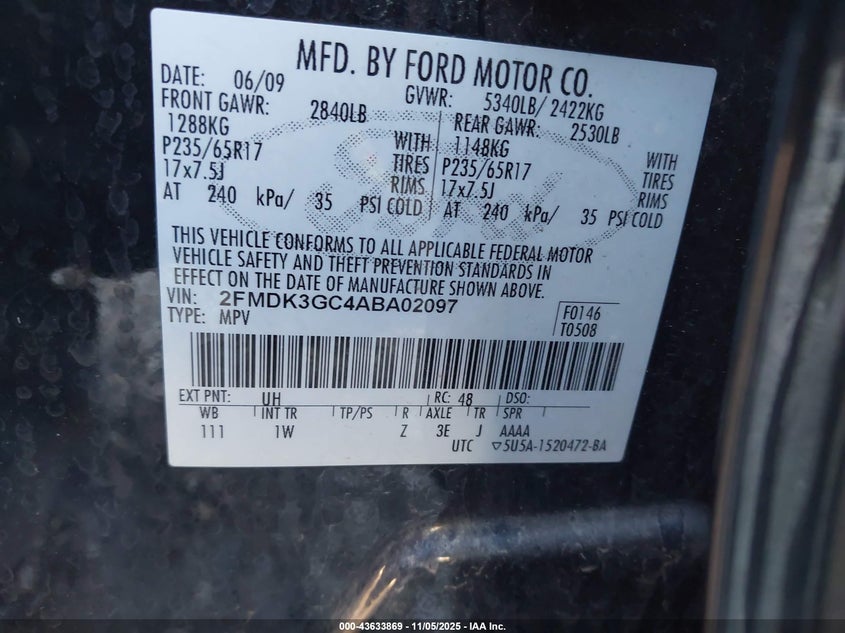 MFD. BY FORD MOTOR CO.
DATE: 06/09 GVWR: 5340LB/ 2422KG
FRONT GAWR: 2840LB REAR GAWR: 2530LB
1288KG WITH 1148KG WITH
P235/65R17 TIRES P235/65R17 TIRES
17x7.5J RIMS 17x7.5J RIMS
AT 240 kPa/ 35 PSI COLD AT 240 kPa/ 35 PSI COLD
THIS VEHICLE CONFORMS TO ALL APPLICABLE FEDERAL MOTOR
VEHICLE SAFETY AND THEFT PREVENTION STANDARDS IN
EFFECT ON THE DATE OF MANUFACTURE SHOWN ABOVE.
VIN: 2FMDK3GC4ABA02097 F0146
TYPE: MPV T0508
EXT PNT: UH RC: 48 DSO:
WB INT TR TP/PS R AXLE TR SPR
111 1W Z 3E J AAAA
UTC ▽5U5A-1520472-BA
000-43633869 - 11/05/2025 - IAA Inc.